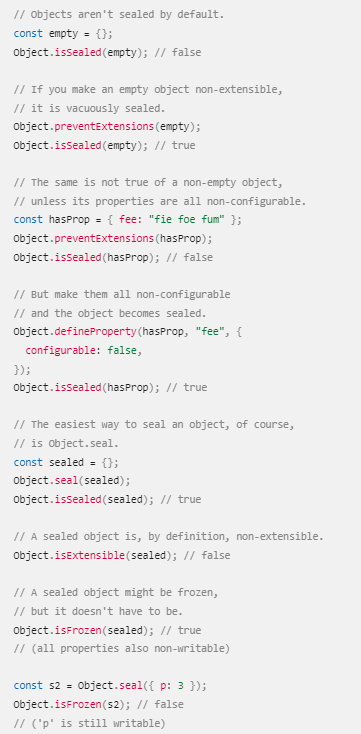 // Objects aren't sealed by default.
const empty = {};
Object.isSealed(empty); // false

// If you make an empty object non-extensible,
// it is vacuously sealed.
Object.preventExtensions(empty);
Object.isSealed(empty); // true

// The same is not true of a non-empty object,
// unless its properties are all non-configurable.
const hasProp = { fee: "fie foe fum" };
Object.preventExtensions(hasProp);
Object.isSealed(hasProp); // false

// But make them all non-configurable
// and the object becomes sealed.
Object.defineProperty(hasProp, "fee", {
  configurable: false,
});
Object.isSealed(hasProp); // true

// The easiest way to seal an object, of course,
// is Object.seal.
const sealed = {};
Object.seal(sealed);
Object.isSealed(sealed); // true

// A sealed object is, by definition, non-extensible.
Object.isExtensible(sealed); // false

// A sealed object might be frozen,
// but it doesn't have to be.
Object.isFrozen(sealed); // true
// (all properties also non-writable)

const s2 = Object.seal({ p: 3 });
Object.isFrozen(s2); // false
// ('p' is still writable)